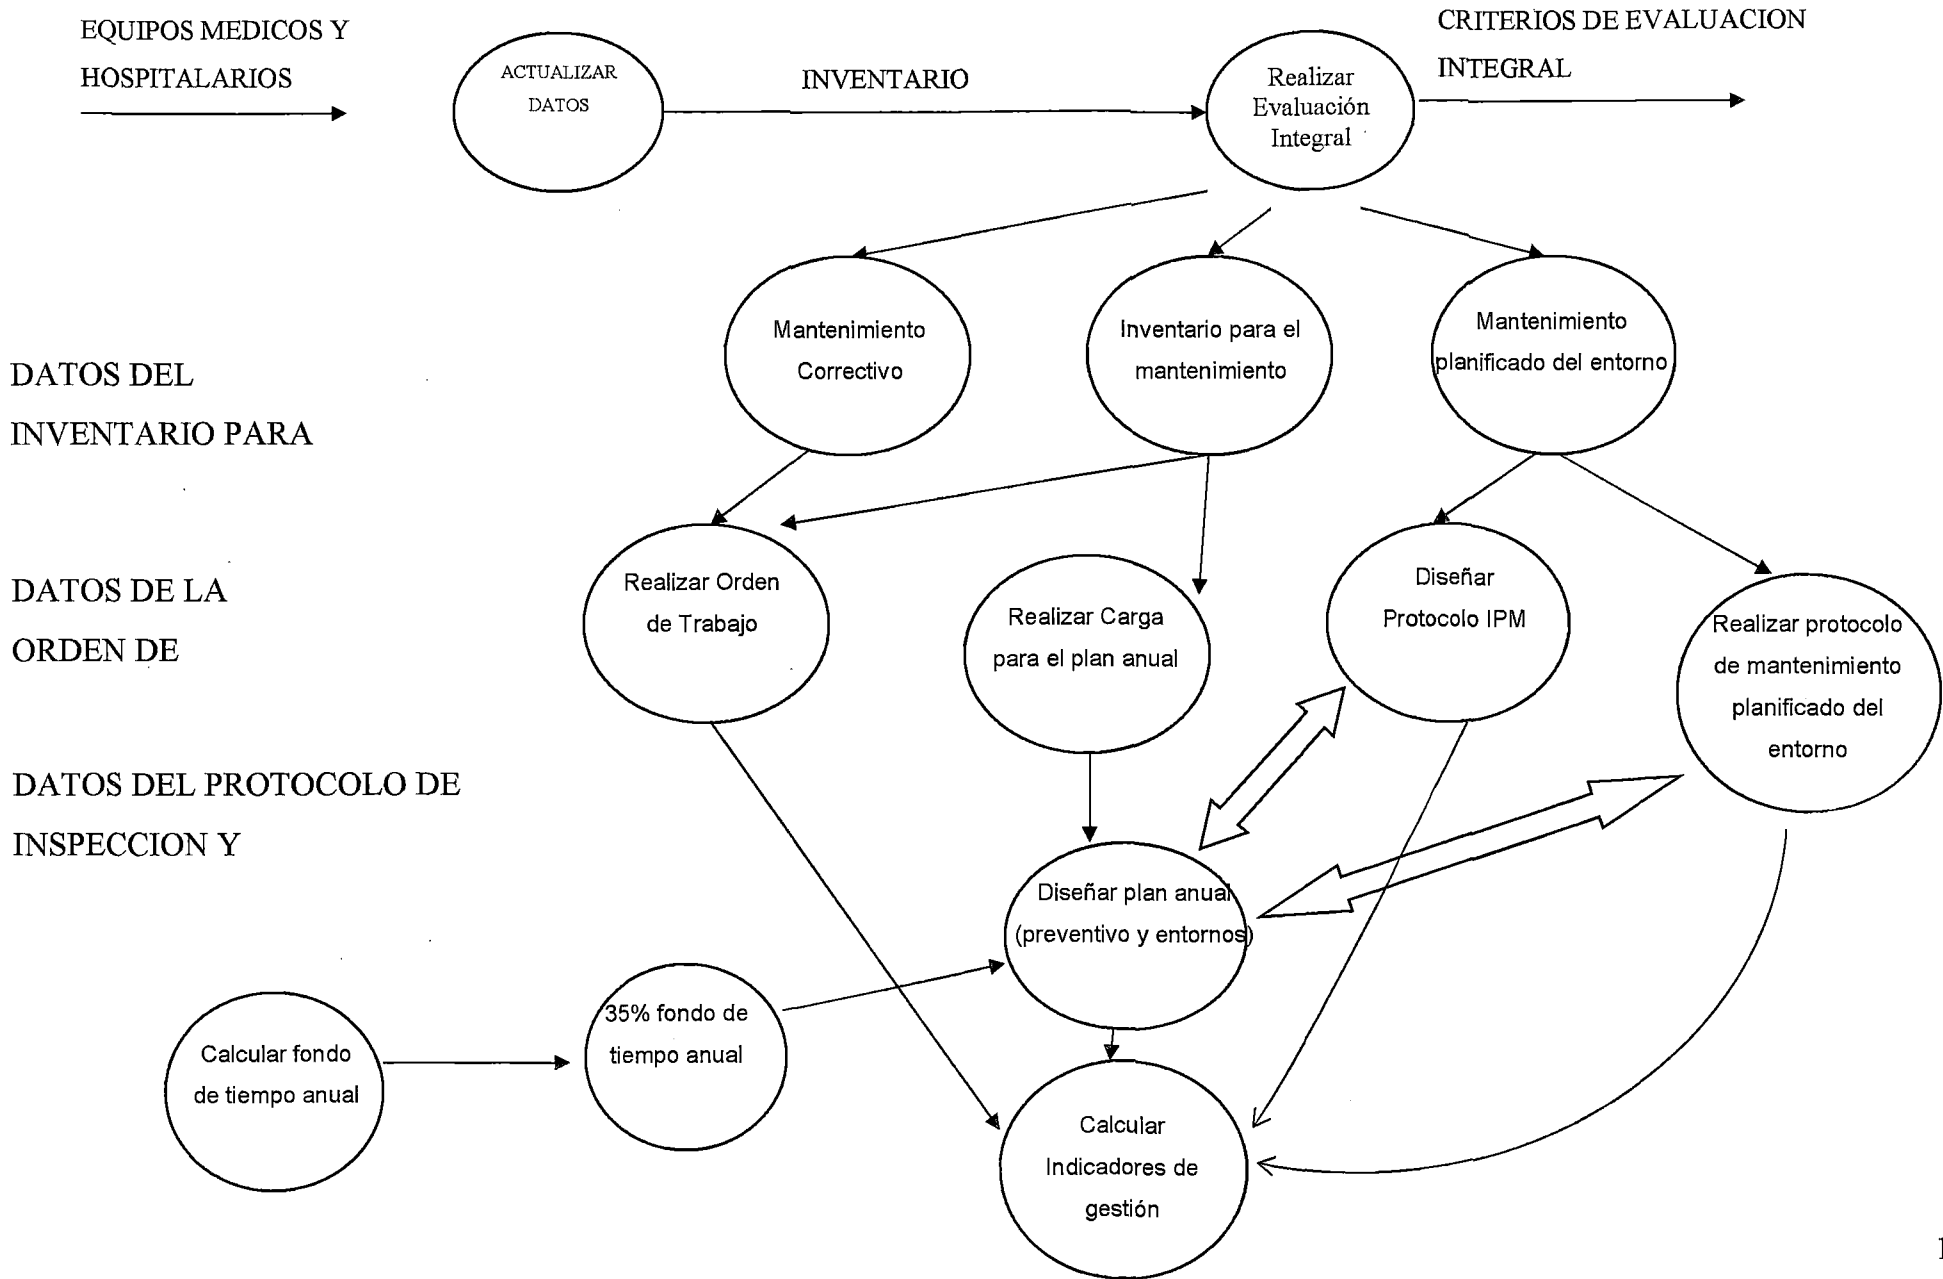 EQUIPOS MEDICOS Y
HOSPITALARIOS
ACTUALIZAR
DATOS
INVENTARIO
Realizar
Evaluación
Integral
CRITERIOS DE EVALUACION
INTEGRAL
Mantenimiento
Correctivo
Inventario para el
mantenimiento
Mantenimiento
planificado del entorno
DATOS DEL
INVENTARIO PARA
Realizar Orden
de Trabajo
Realizar Carga
para el plan anual
Diseñar
Protocolo IPM
Realizar protocolo
de mantenimiento
planificado del
entorno
DATOS DE LA
ORDEN DE
DATOS DEL PROTOCOLO DE
INSPECCION Y
Diseñar plan anual
(preventivo y entornos)
Calcular fondo
de tiempo anual
35% fondo de
tiempo anual
Calcular
Indicadores de
gestión